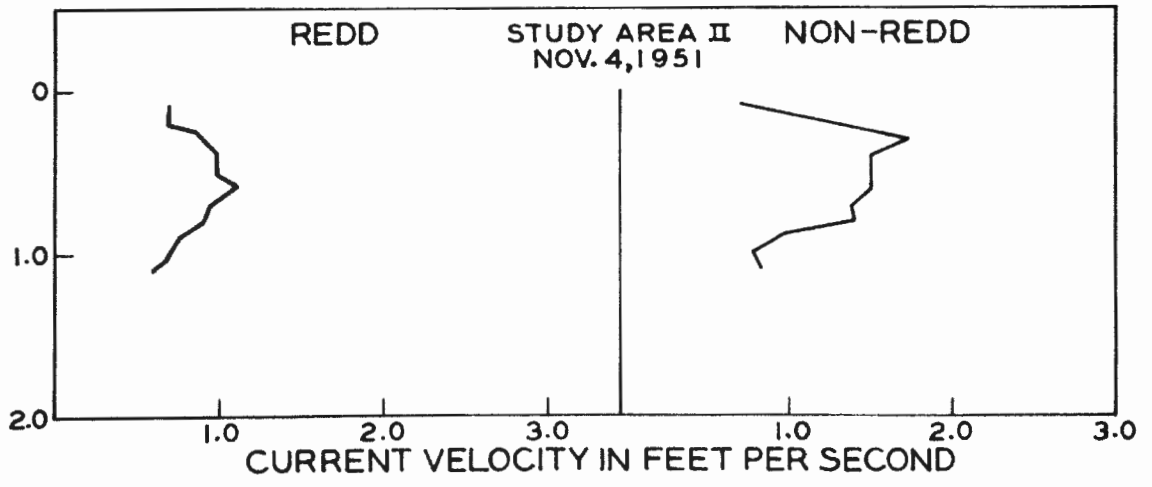 REDD
STUDY AREA II
NOV. 4, 1951
NON-REDD
0
1.0
2.0
1.0 2.0 3.0 1.0 2.0 3.0
CURRENT VELOCITY IN FEET PER SECOND